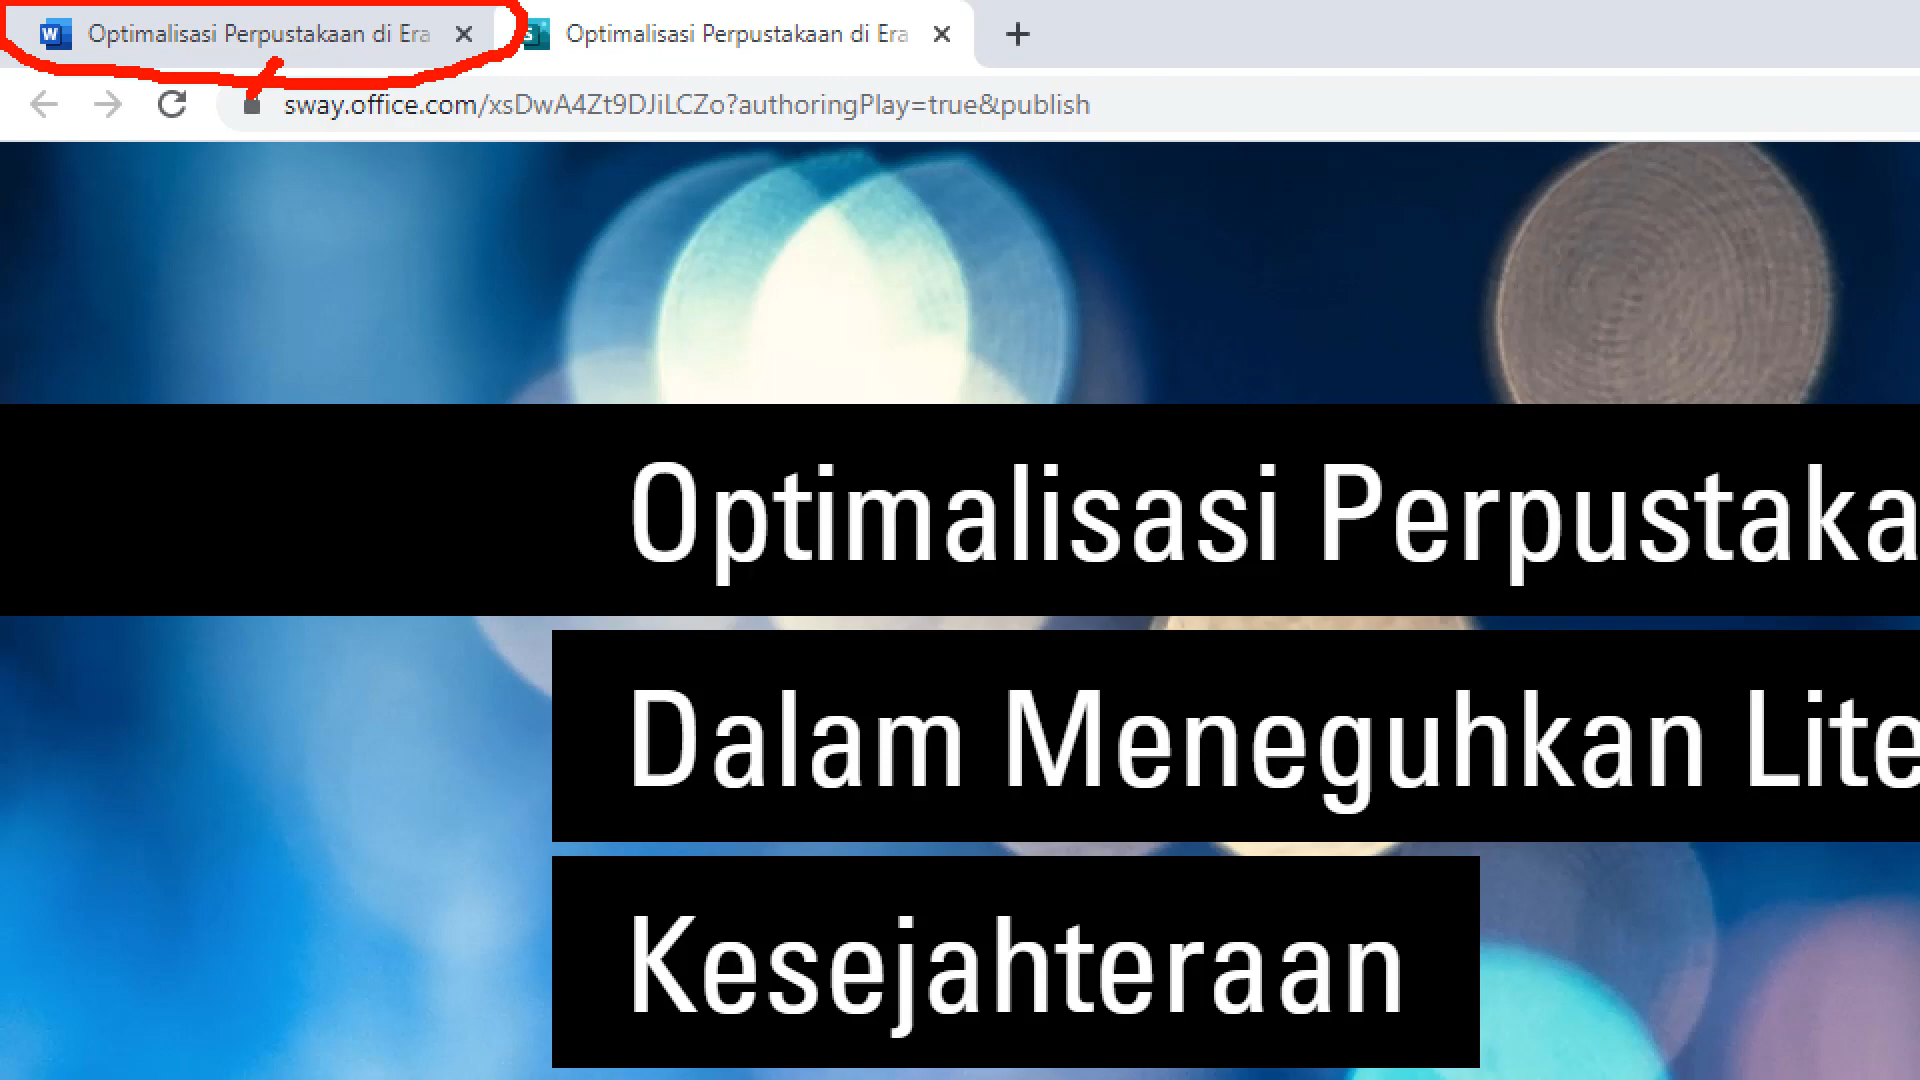 W Optimalisasi Perpustakaan di Era
S Optimalisasi Perpustakaan di Era
sway.office.com/xsDwA4Zt9DJiLCZo?authoringPlay=true&publish
Optimalisasi Perpustaka
Dalam Meneguhkan Lite
Kesejahteraan